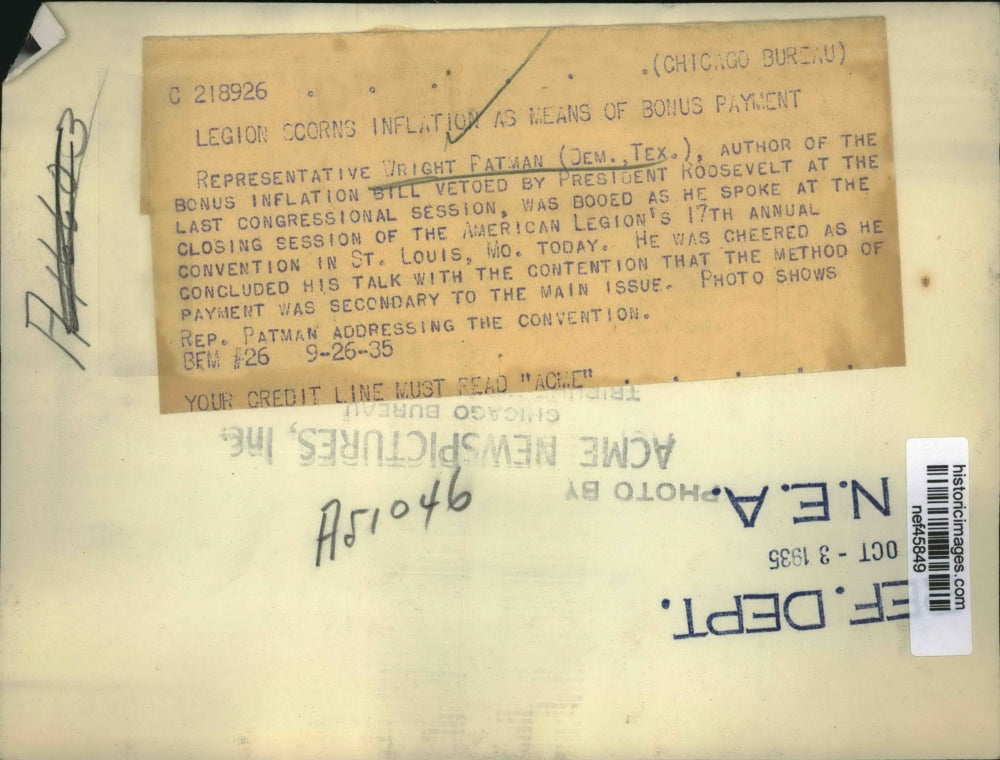 (CHICAGO BUREAU)
C 218926 . . . . . .
LEGION SCORNS INFLATION AS MEANS OF BONUS PAYMENT
REPRESENTATIVE WRIGHT PATMAN (DEM., TEX.), AUTHOR OF THE
BONUS INFLATION BILL VETOED BY PRESIDENT ROOSEVELT AT THE
LAST CONGRESSIONAL SESSION, WAS BOOED AS HE SPOKE AT THE
CLOSING SESSION OF THE AMERICAN LEGION'S 17TH ANNUAL
CONVENTION IN ST. LOUIS, MO. TODAY. HE WAS CHEERED AS HE
CONCLUDED HIS TALK WITH THE CONTENTION THAT THE METHOD OF
PAYMENT WAS SECONDARY TO THE MAIN ISSUE. PHOTO SHOWS
REP. PATMAN ADDRESSING THE CONVENTION.
BFM #26 9-26-35
YOUR CREDIT LINE MUST READ "ACME" . . . . .
PHOTO BY
ACME NEWSPICTURES, Inc.
CHICAGO BUREAU
A51046
EF. DEPT.
OCT - 3 1935
N.E.A.
historicimages.com
nef45849